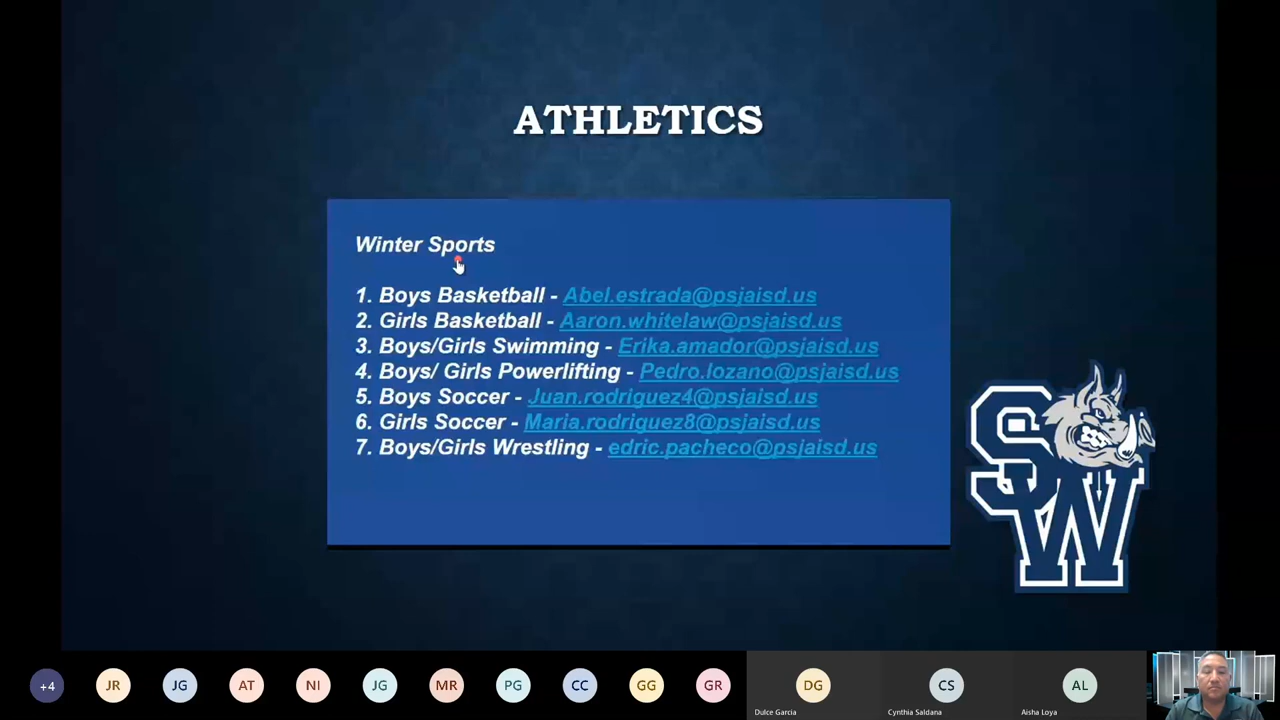 ATHLETICS
Winter Sports
1. Boys Basketball - Abel.estrada@psjaisd.us
2. Girls Basketball - Aaron.whitelaw@psjaisd.us
3. Boys/Girls Swimming - Erika.amador@psjaisd.us
4. Boys/ Girls Powerlifting - Pedro.lozano@psjaisd.us
5. Boys Soccer - Juan.rodriguez4@psjaisd.us
6. Girls Soccer - Maria.rodriguez8@psjaisd.us
7. Boys/Girls Wrestling - edric.pacheco@psjaisd.us
SW
+4 JR JG AT NI JG MR PG CC GG GR DG CS AL
Dulce Garcia Cynthia Saldana Aisha Loya